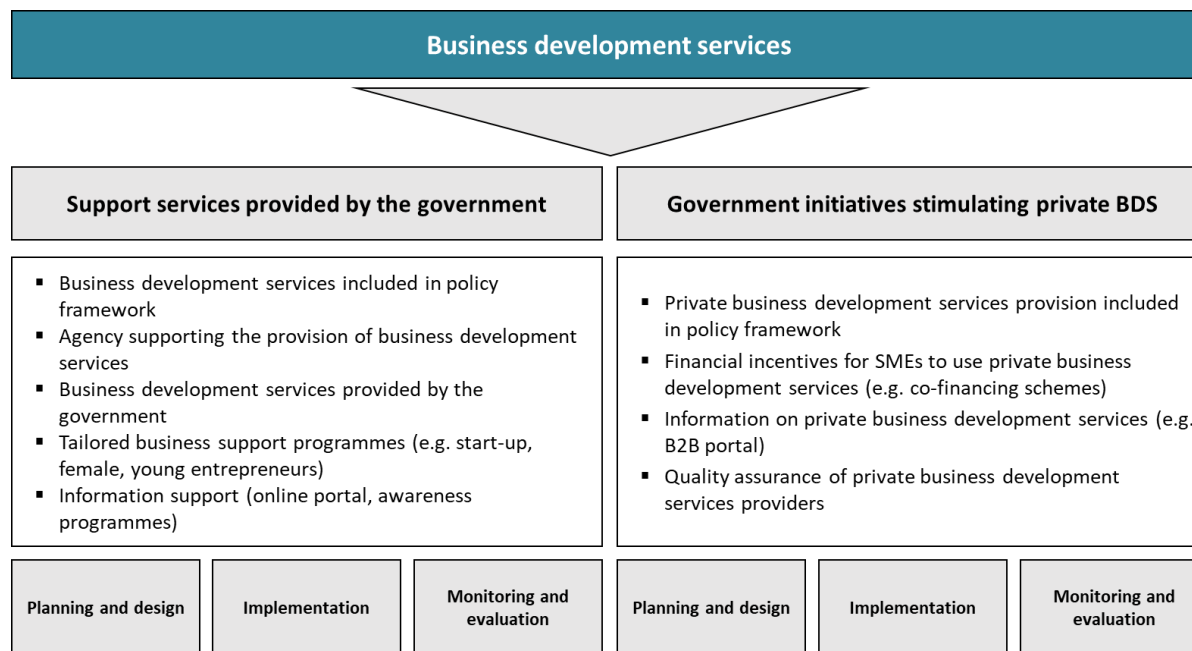 Business development services
Support services provided by the government
Government initiatives stimulating private BDS
▪ Business development services included in policy
framework
▪ Agency supporting the provision of business development
services
▪ Business development services provided by the
government
▪ Tailored business support programmes (e.g. start-up,
female, young entrepreneurs)
▪ Information support (online portal, awareness
programmes)
▪ Private business development services provision included
in policy framework
▪ Financial incentives for SMEs to use private business
development services (e.g. co-financing schemes)
▪ Information on private business development services (e.g.
B2B portal)
▪ Quality assurance of private business development
services providers
Planning and design
Implementation
Monitoring and
evaluation
Planning and design
Implementation
Monitoring and
evaluation